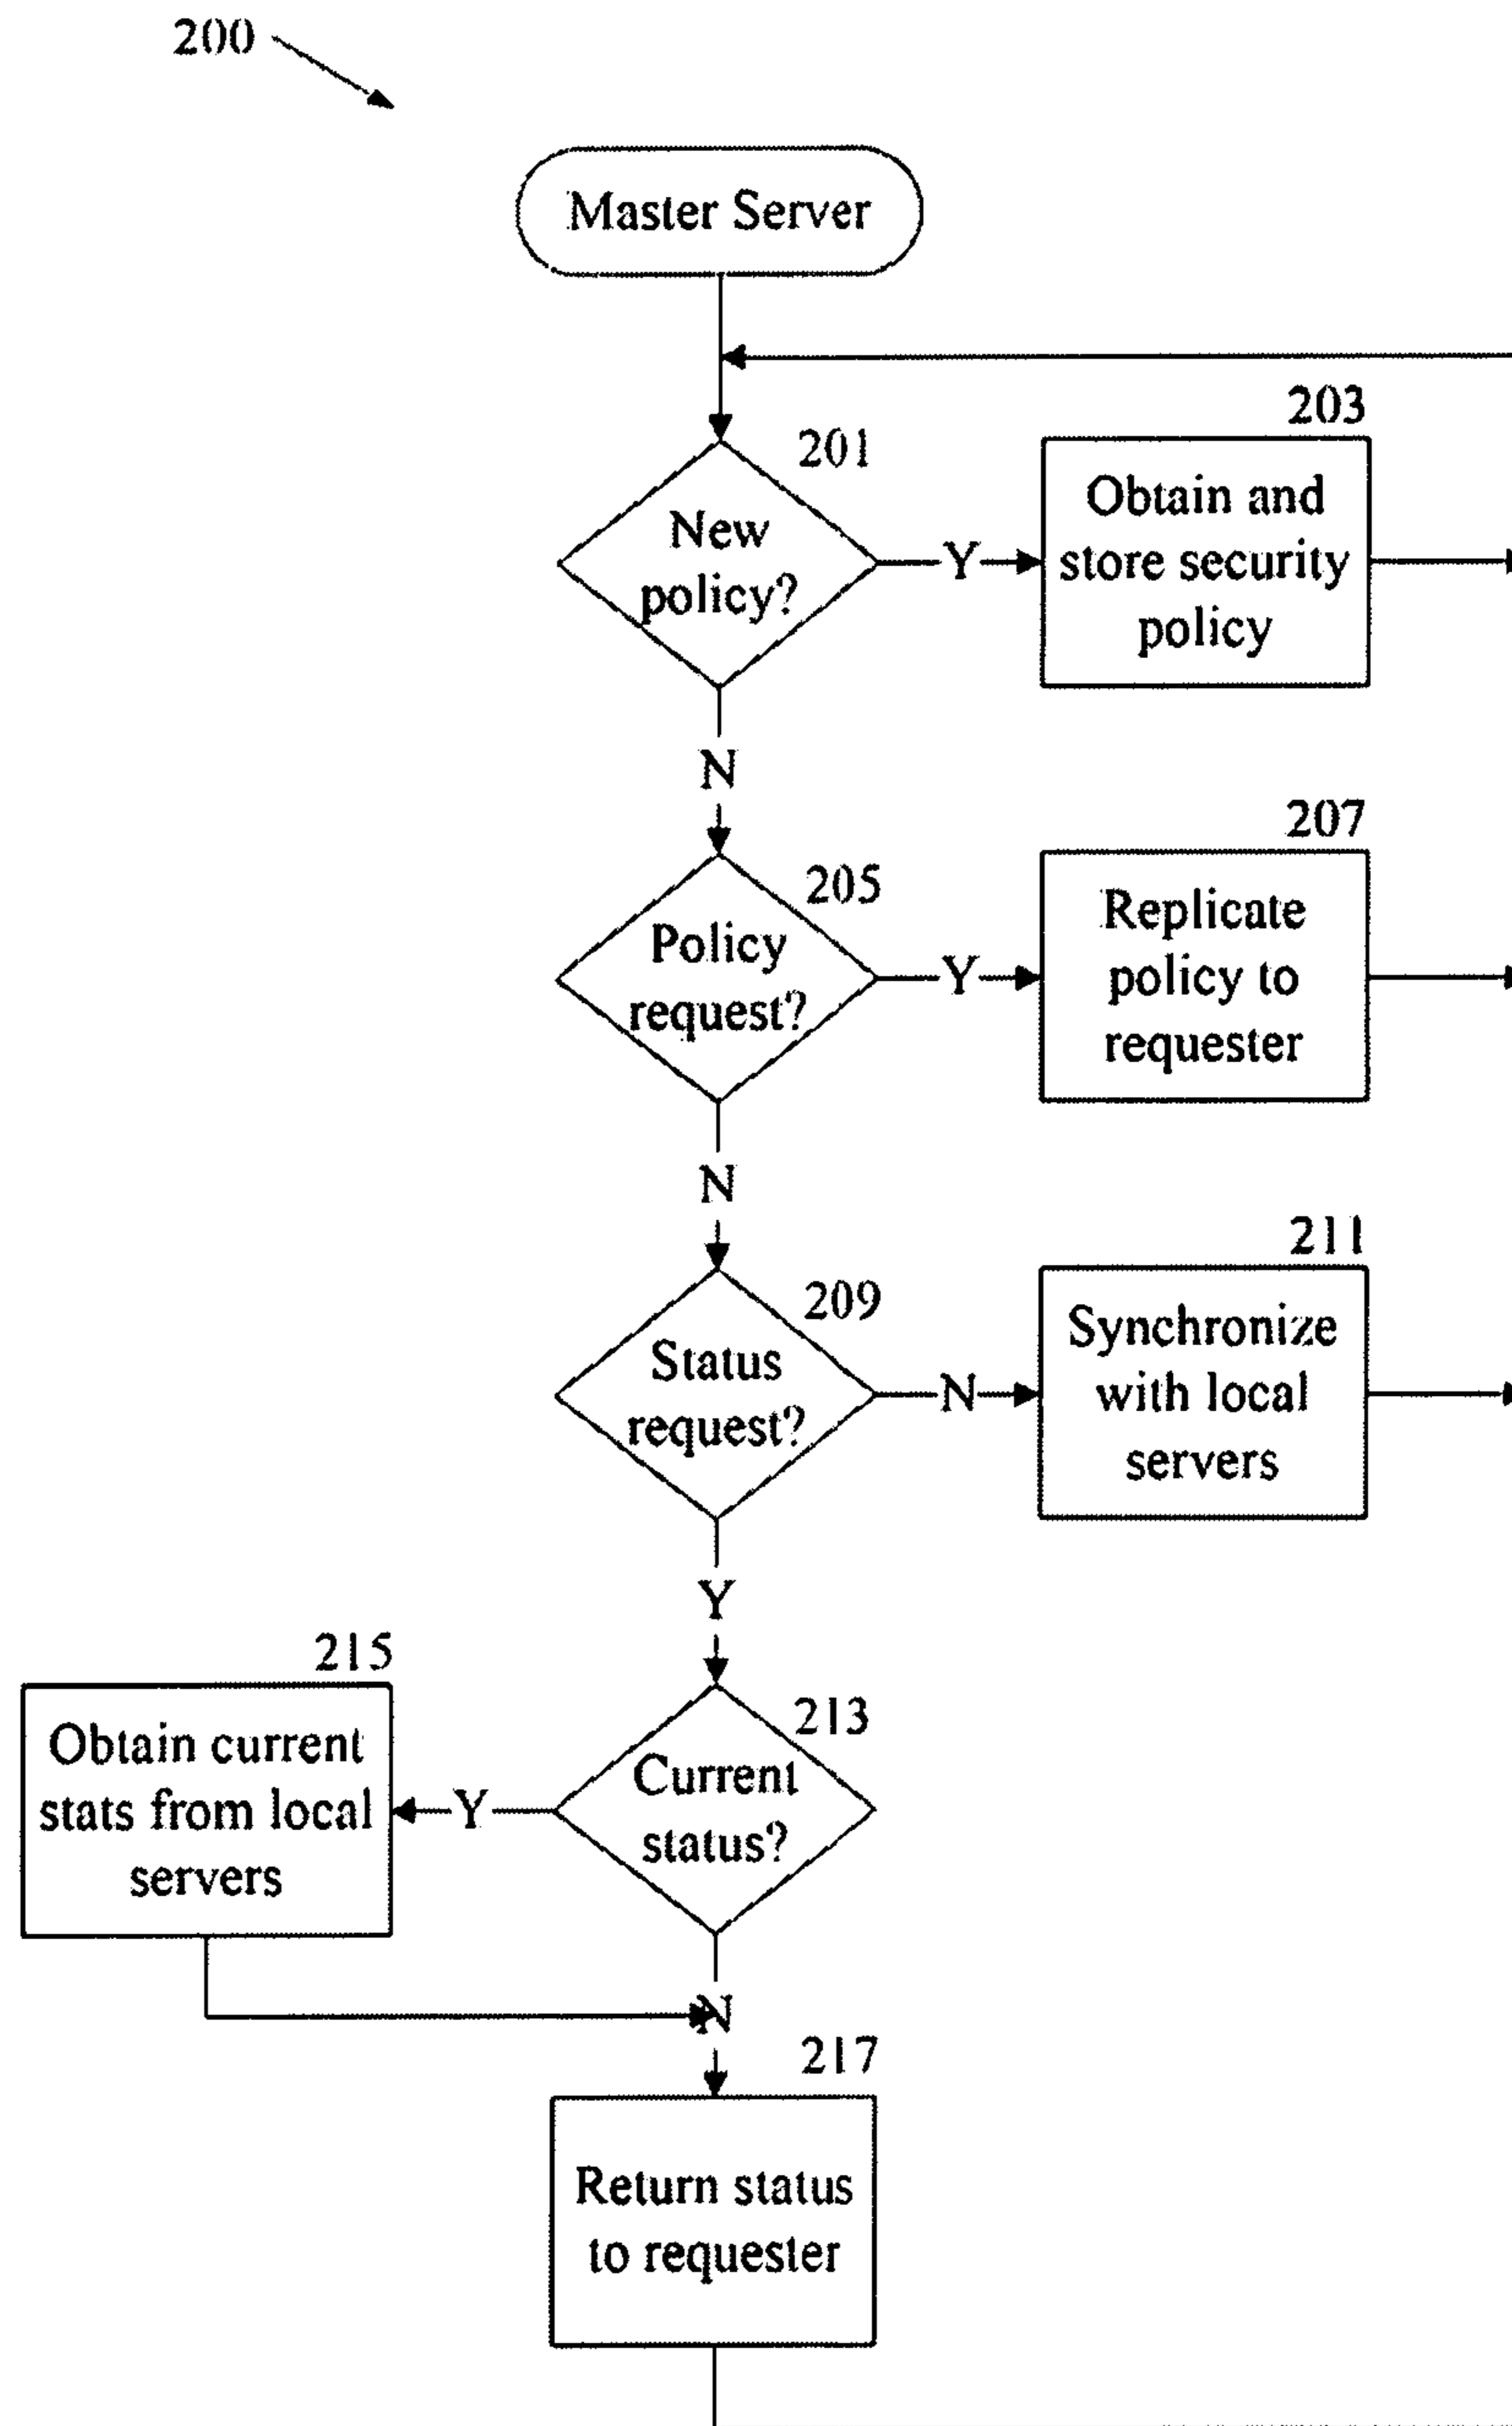 200
Master Server
201
New
policy?
Y
203
Obtain and
store security
policy
N
205
Policy
request?
Y
207
Replicate
policy to
requester
N
209
Status
request?
N
211
Synchronize
with local
servers
Y
213
Current
status?
Y
215
Obtain current
stats from local
servers
N
217
Return status
to requester